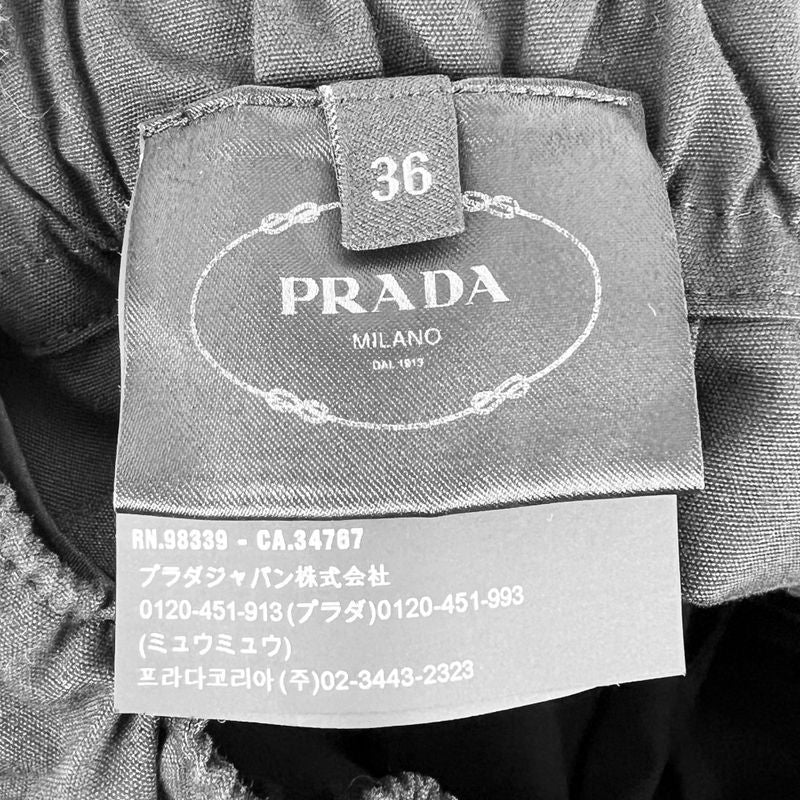 36
PRADA
MILANO
DAL 1913
RN.98339 - CA.34767
プラダジャパン株式会社
0120-451-913(プラダ)0120-451-993
(ミュウミュウ)
프라다코리아(주)02-3443-2323